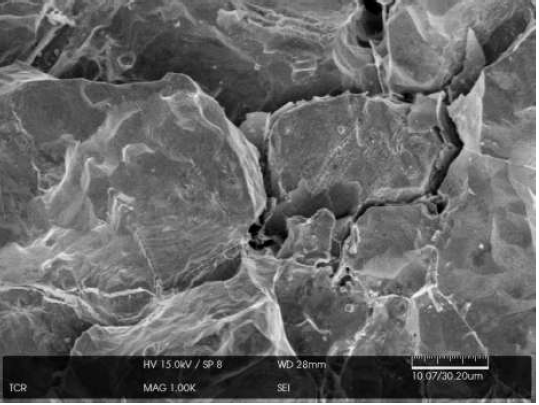 HV 15.0kV / SP 8 WD 28mm
10.07/30.20um
TCR MAG 1.00K SEI